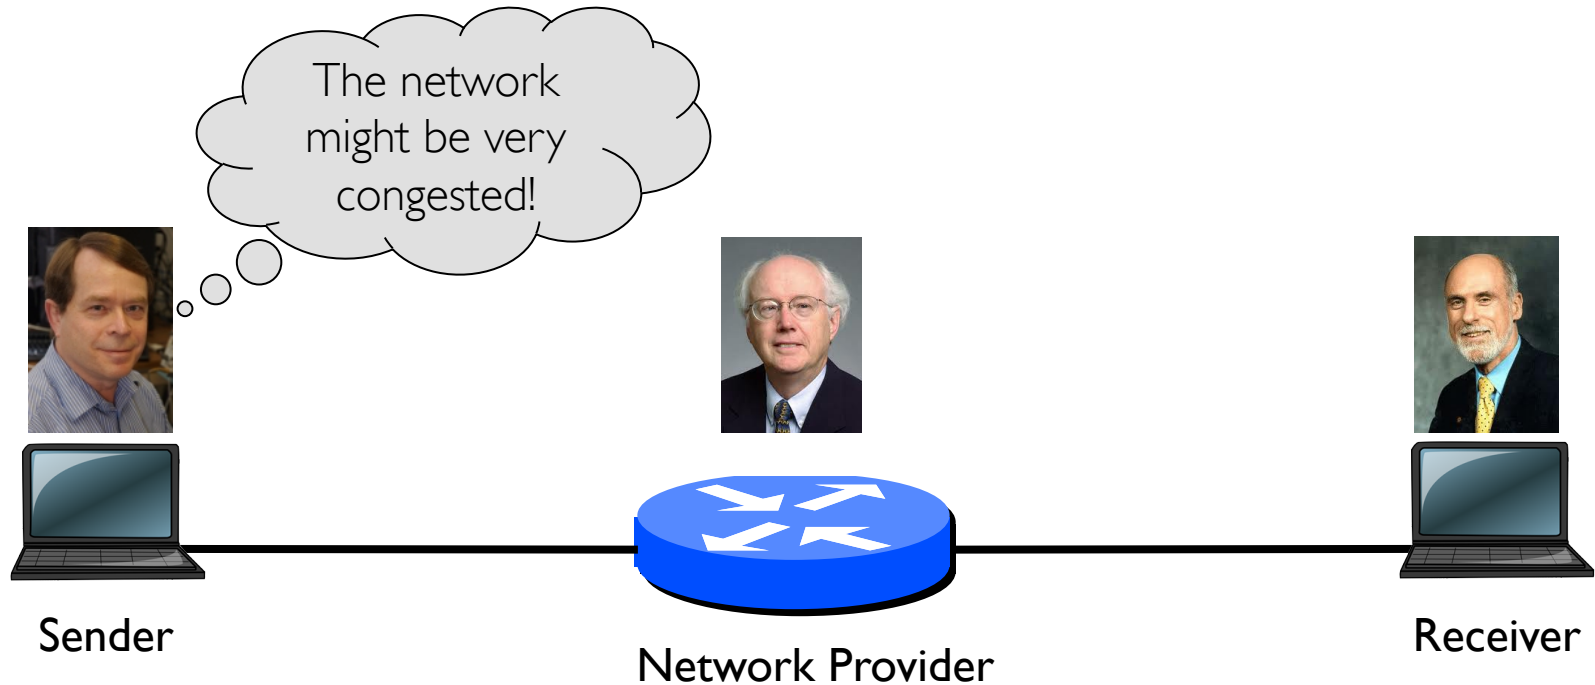 The network
might be very
congested!
Sender
Network Provider
Receiver